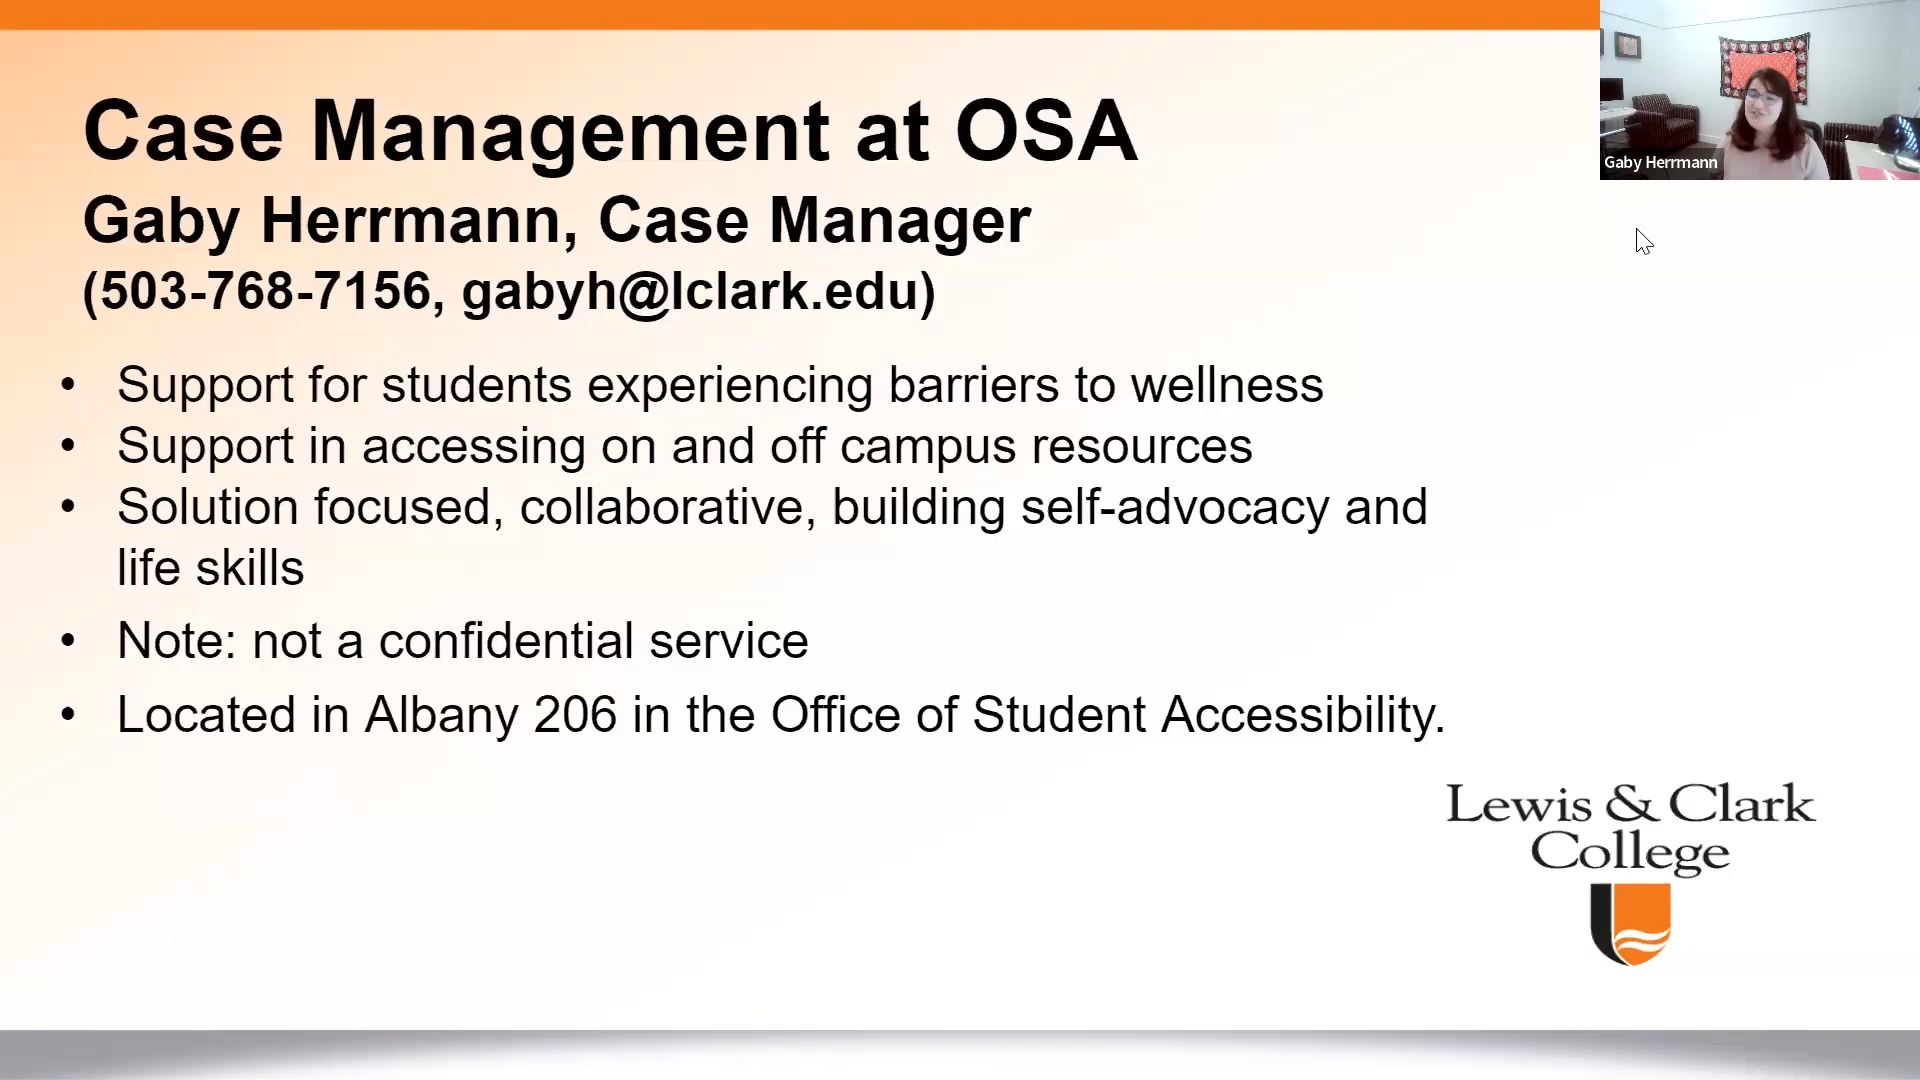 Case Management at OSA
Gaby Herrmann, Case Manager
(503-768-7156, gabyh@lclark.edu)
• Support for students experiencing barriers to wellness
• Support in accessing on and off campus resources
• Solution focused, collaborative, building self-advocacy and
life skills
• Note: not a confidential service
• Located in Albany 206 in the Office of Student Accessibility.
Gaby Herrmann
Lewis & Clark
College